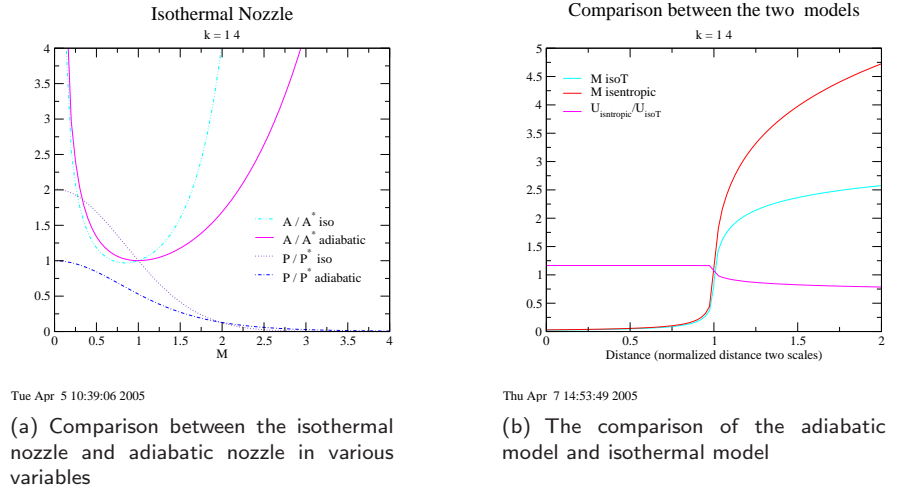 Isothermal Nozzle
k = 1 4
4
3.5
3
2.5
2
1.5
1
0.5
0
0 0.5 1 1.5 2 2.5 3 3.5 4
M
A / A* iso
A / A* adiabatic
P / P* iso
P / P* adiabatic
Tue Apr 5 10:39:06 2005
(a) Comparison between the isothermal
nozzle and adiabatic nozzle in various
variables
Comparison between the two models
k = 1 4
5
4.5
4
3.5
3
2.5
2
1.5
1
0.5
0
0 0.5 1 1.5 2
Distance (normalized distance two scales)
M isoT
M isentropic
U_isntropic/U_isoT
Thu Apr 7 14:53:49 2005
(b) The comparison of the adiabatic
model and isothermal model